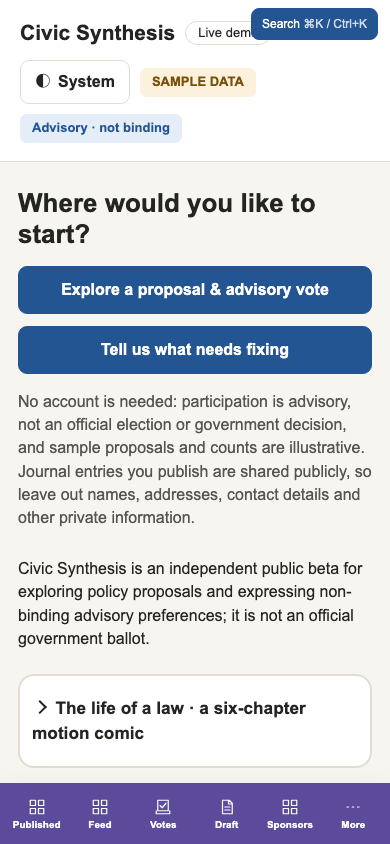 Civic Synthesis
Live dem
Search ⌘K / Ctrl+K
System
SAMPLE DATA
Advisory · not binding
Where would you like to
start?
Explore a proposal & advisory vote
Tell us what needs fixing
No account is needed: participation is advisory,
not an official election or government decision,
and sample proposals and counts are illustrative.
Journal entries you publish are shared publicly, so
leave out names, addresses, contact details and
other private information.
Civic Synthesis is an independent public beta for
exploring policy proposals and expressing non-
binding advisory preferences; it is not an official
government ballot.
The life of a law · a six-chapter
motion comic
Published
Feed
Votes
Draft
Sponsors
More